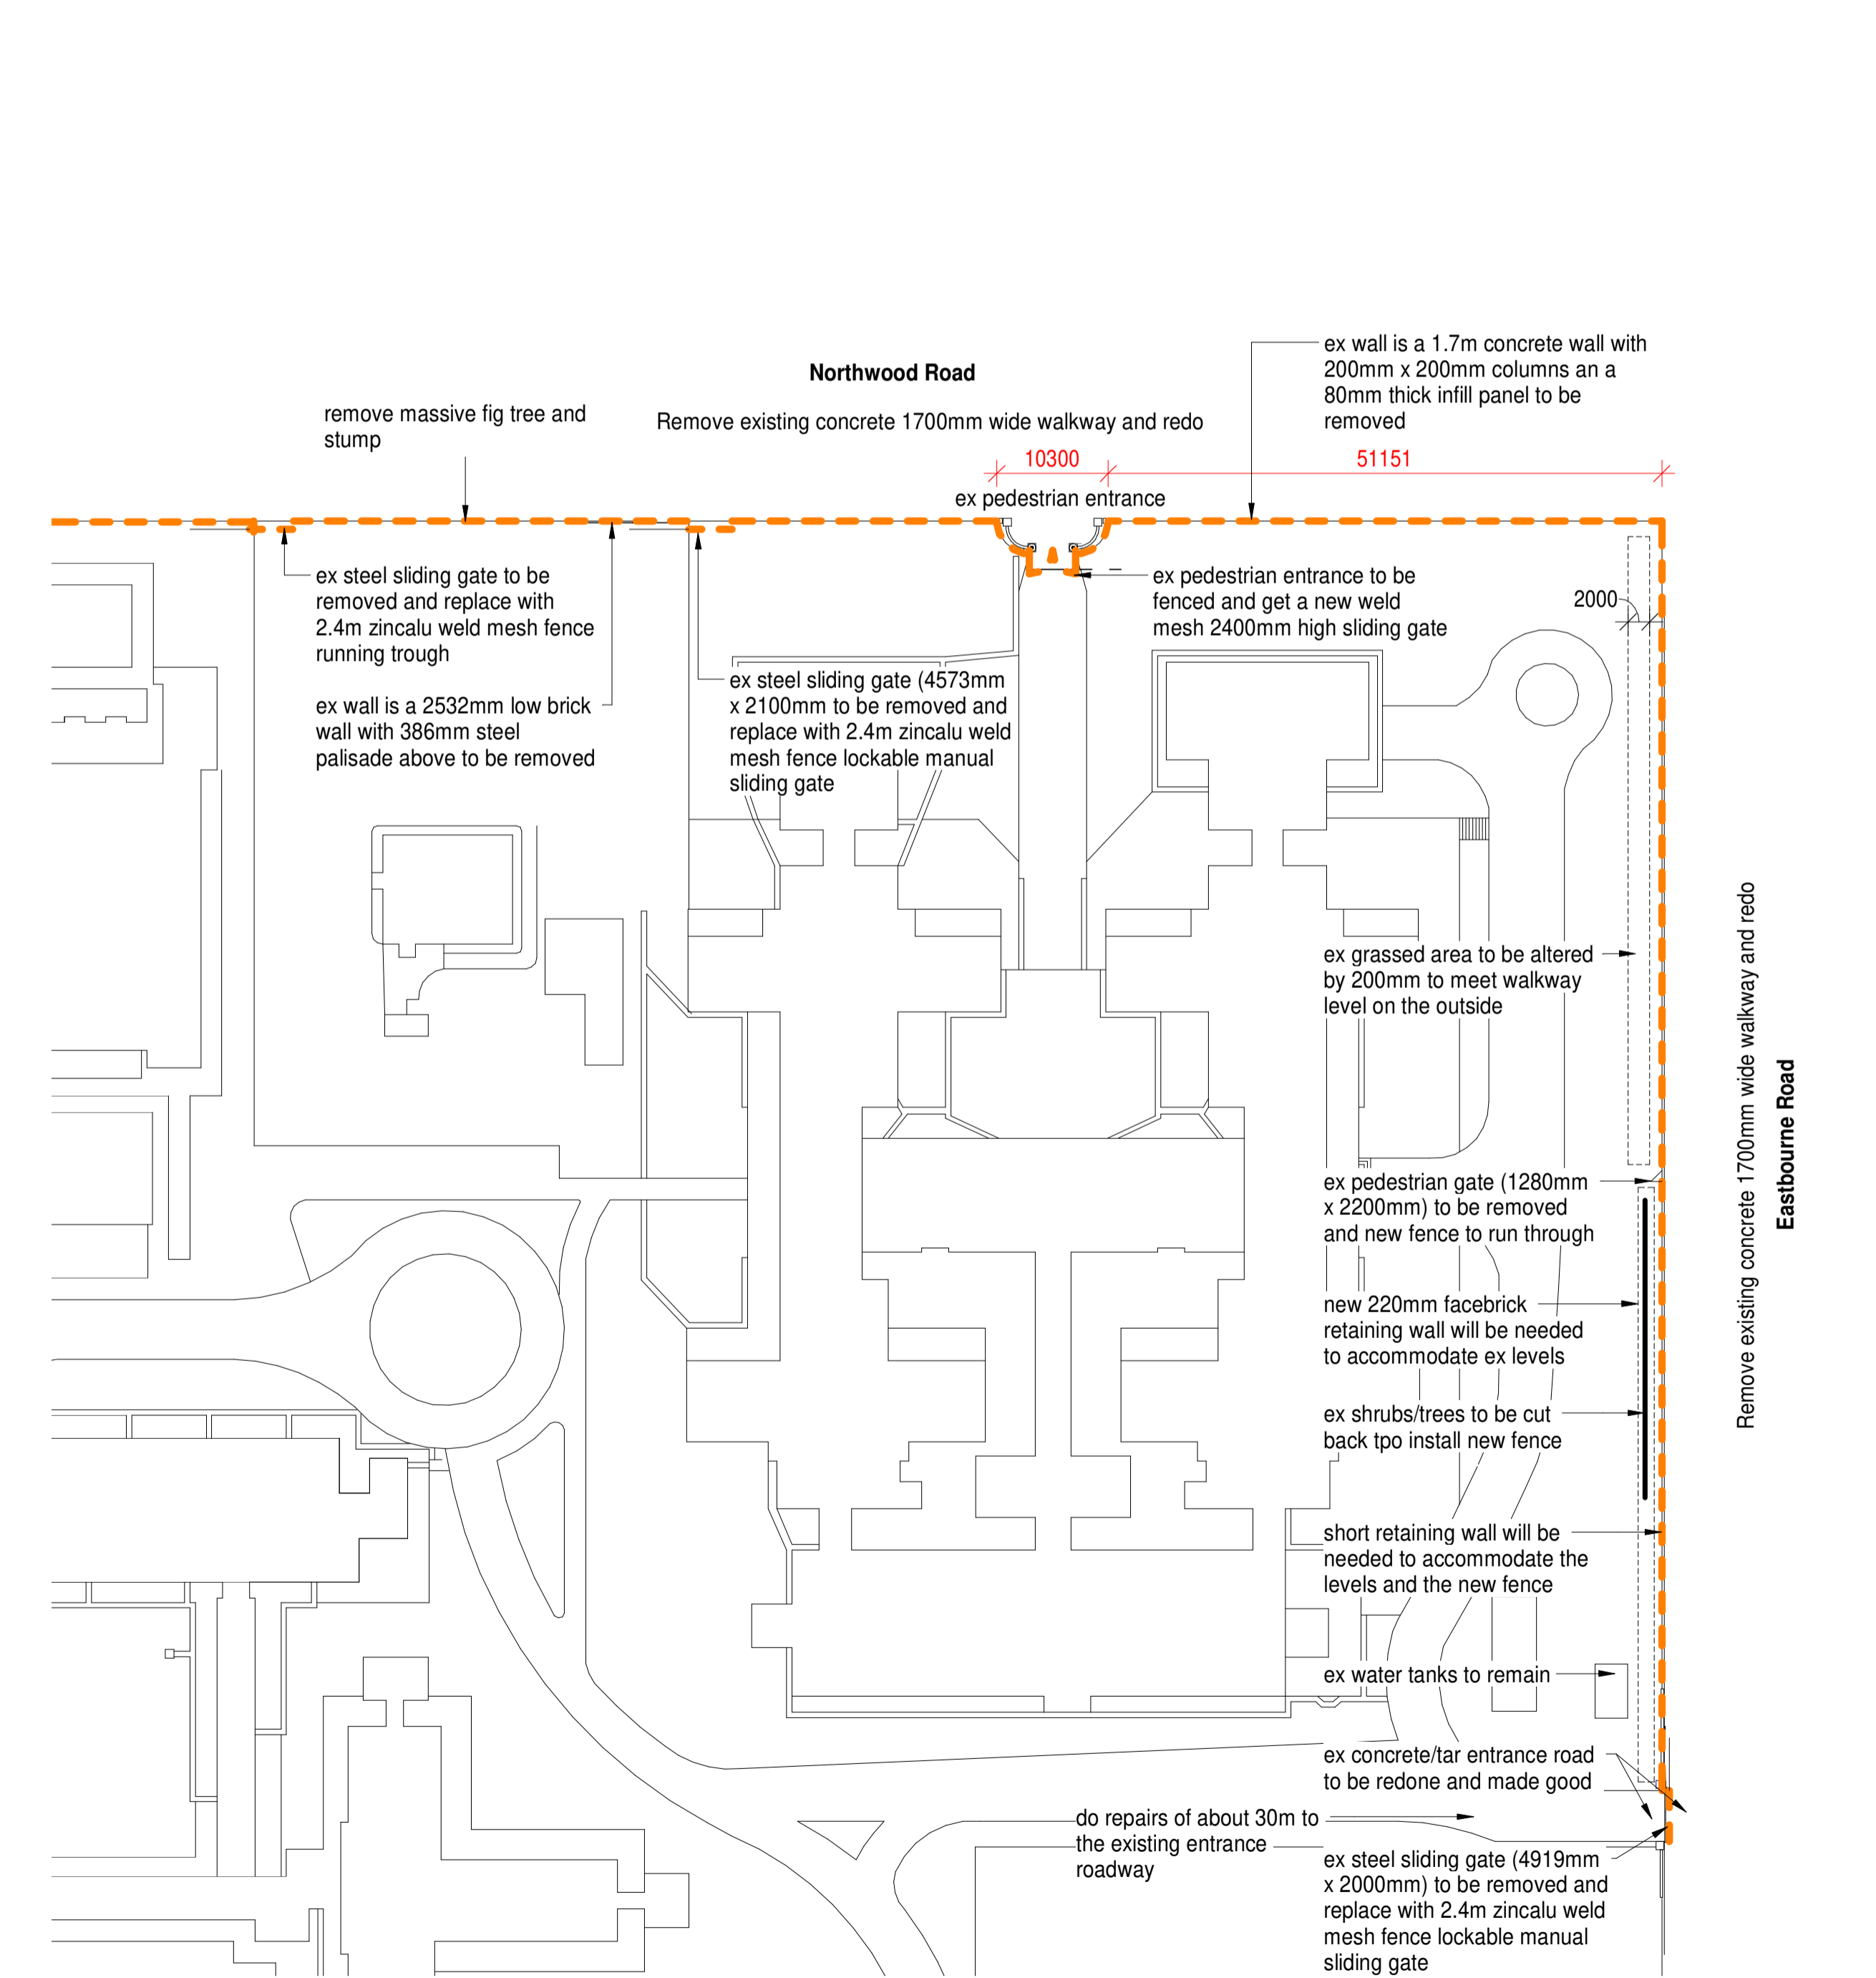 Northwood Road
Remove existing concrete 1700mm wide walkway and redo
ex wall is a 1.7m concrete wall with
200mm x 200mm columns an a
80mm thick infill panel to be
removed
remove massive fig tree and
stump
10300
51151
ex pedestrian entrance
ex steel sliding gate to be
removed and replace with
2.4m zincalu weld mesh fence
running trough
ex wall is a 2532mm low brick
wall with 386mm steel
palisade above to be removed
ex steel sliding gate (4573mm
x 2100mm to be removed and
replace with 2.4m zincalu weld
mesh fence lockable manual
sliding gate
ex pedestrian entrance to be
fenced and get a new weld
mesh 2400mm high sliding gate
2000
ex grassed area to be altered
by 200mm to meet walkway
level on the outside
Remove existing concrete 1700mm wide walkway and redo
Eastbourne Road
ex pedestrian gate (1280mm
x 2200mm) to be removed
and new fence to run through
new 220mm facebrick
retaining wall will be needed
to accommodate ex levels
ex shrubs/trees to be cut
back tpo install new fence
short retaining wall will be
needed to accommodate the
levels and the new fence
ex water tanks to remain
ex concrete/tar entrance road
to be redone and made good
do repairs of about 30m to
the existing entrance
roadway
ex steel sliding gate (4919mm
x 2000mm) to be removed and
replace with 2.4m zincalu weld
mesh fence lockable manual
sliding gate